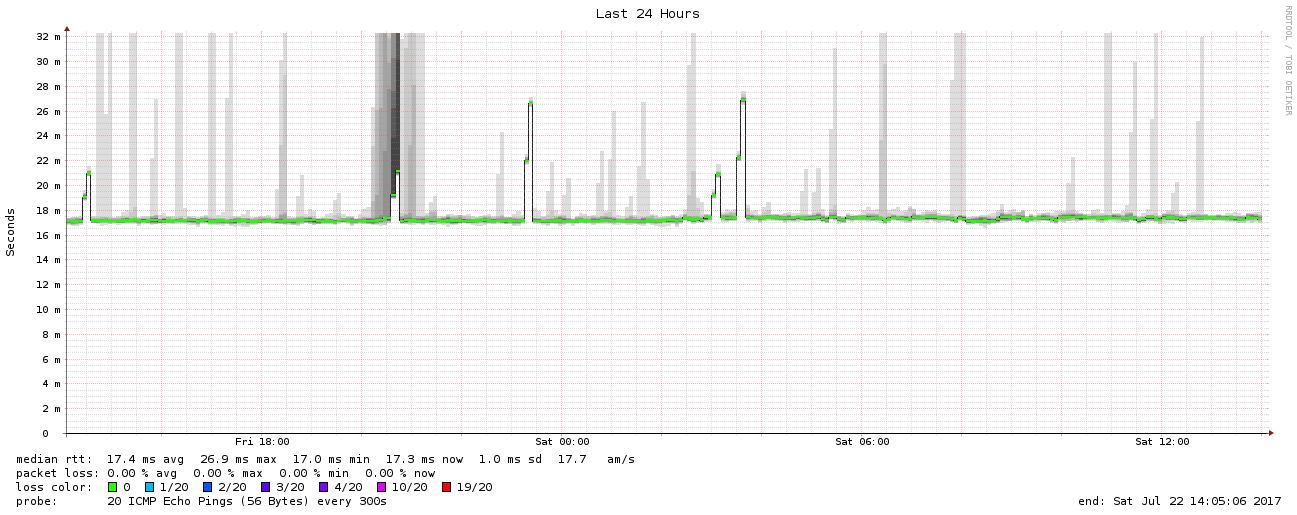 Last 24 Hours
RRDTOOL / TOBI OETIKER
Seconds
32 m
30 m
28 m
26 m
24 m
22 m
20 m
18 m
16 m
14 m
12 m
10 m
8 m
6 m
4 m
2 m
0
Fri 18:00 Sat 00:00 Sat 06:00 Sat 12:00
median rtt: 17.4 ms avg 26.9 ms max 17.0 ms min 17.3 ms now 1.0 ms sd 17.7 am/s
packet loss: 0.00 % avg 0.00 % max 0.00 % min 0.00 % now
loss color: 0 1/20 2/20 3/20 4/20 10/20 19/20
probe: 20 ICMP Echo Pings (56 Bytes) every 300s end: Sat Jul 22 14:05:06 2017